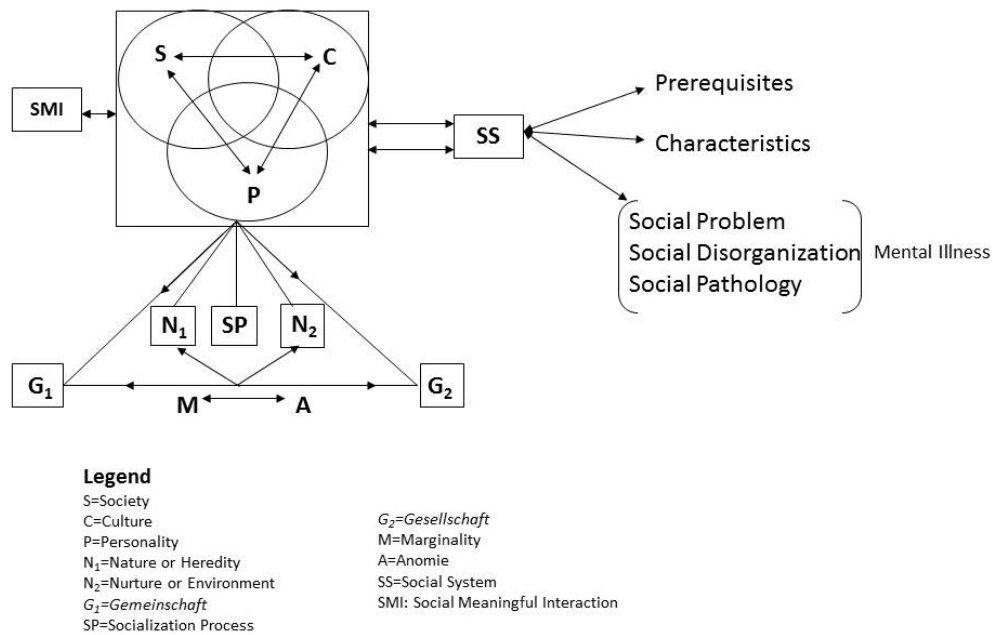 S
C
SMI
P
SS
Prerequisites
Characteristics
Social Problem
Social Disorganization
Social Pathology
Mental Illness
N₁
SP
N₂
G₁
G₂
M
A
Legend
S=Society
C=Culture
P=Personality
N₁=Nature or Heredity
N₂=Nurture or Environment
G₁=Gemeinschaft
SP=Socialization Process
G₂=Gesellschaft
M=Marginality
A=Anomie
SS=Social System
SMI: Social Meaningful Interaction